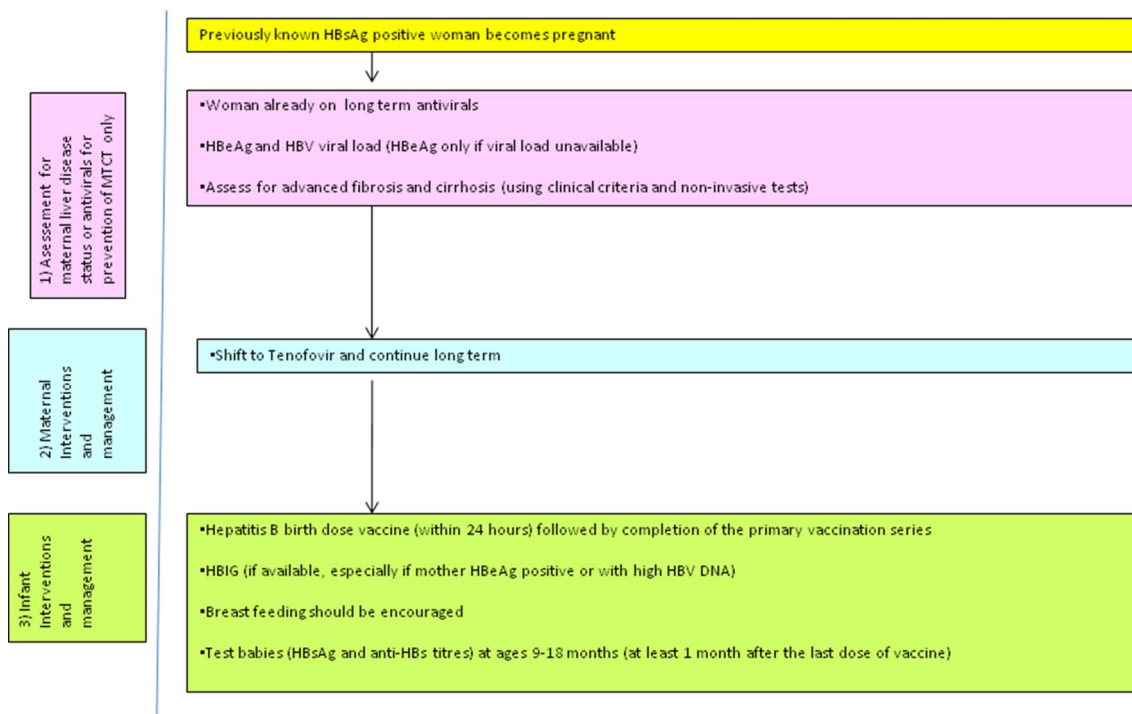 Previously known HBsAg positive woman becomes pregnant
1) Asessement for
maternal liver disease
status or antivirals for
prevention of MTCT only
•Woman already on long term antivirals
•HBeAg and HBV viral load (HBeAg only if viral load unavailable)
•Assess for advanced fibrosis and cirrhosis (using clinical criteria and non-invasive tests)
2) Maternal
Interventions
and
management
•Shift to Tenofovir and continue long term
3) Infant
Interventions
and
management
•Hepatitis B birth dose vaccine (within 24 hours) followed by completion of the primary vaccination series
•HBIG (if available, especially if mother HBeAg positive or with high HBV DNA)
•Breast feeding should be encouraged
•Test babies (HBsAg and anti-HBs titres) at ages 9-18 months (at least 1 month after the last dose of vaccine)